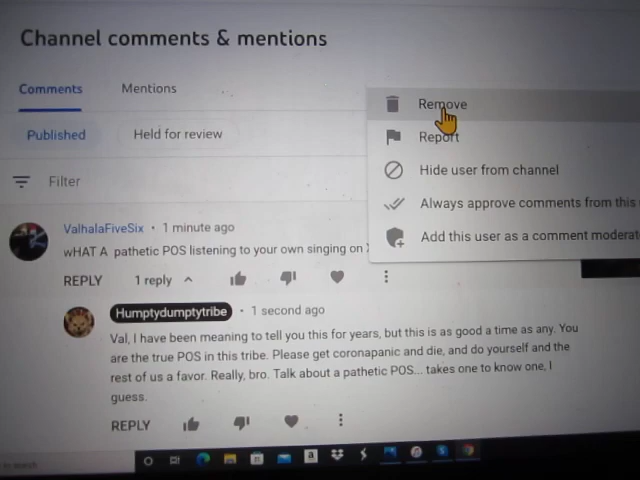 Channel comments & mentions
Comments
Mentions
Published
Held for review
Filter
Remove
Report
Hide user from channel
Always approve comments from this
Add this user as a comment moderat
ValhalaFiveSix • 1 minute ago
wHAT A pathetic POS listening to your own singing on
REPLY 1 reply
Humptydumptytribe • 1 second ago
Val, I have been meaning to tell you this for years, but this is as good a time as any. You
are the true POS in this tribe. Please get coronapanic and die, and do yourself and the
rest of us a favor. Really, bro. Talk about a pathetic POS... takes one to know one, I
guess.
REPLY